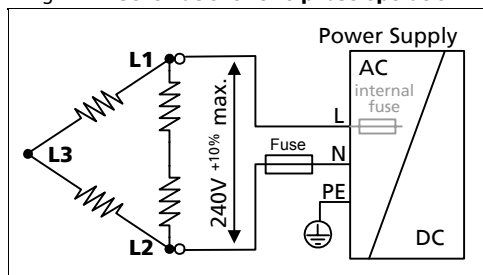 Power Supply
L1
AC
internal
fuse
L
240V +10% max.
Fuse
N
L3
PE
L2
DC